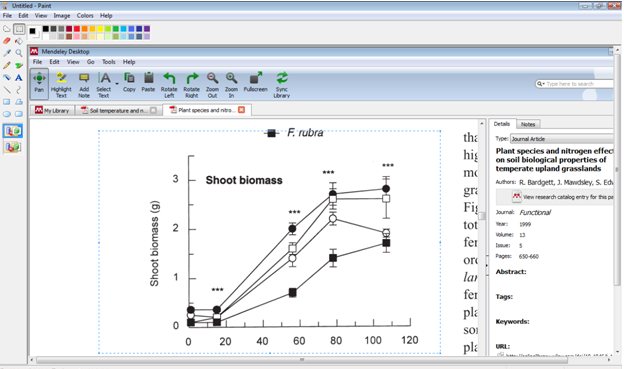 Untitled - Paint
File Edit View Image Colors Help
Mendeley Desktop
File Edit View Go Tools Help
Pan Highlight Text Add Note Select Text Copy Paste Rotate Left Rotate Right Zoom Out Zoom In Fullscreen Sync Library
Type here to search
My Library Soil temperature and n... Plant species and nitro...
F. rubra
Shoot biomass
Shoot biomass (g)
3
2
1
0
***
***
***
***
0 20 40 60 80 100 120
tha
hig
mo
gra
Fig
tot
fer
orc
lan
fer
pla
son
pla
Details Notes
Type: Journal Article
Plant species and nitrogen effect
on soil biological properties of
temperate upland grasslands
Authors: R. Bardgett, J. Mawdsley, S. Edw
View research catalog entry for this pa
Journal: Functional
Year: 1999
Volume: 13
Issue: 5
Pages: 650-660
Abstract:
Tags:
Keywords:
URL: